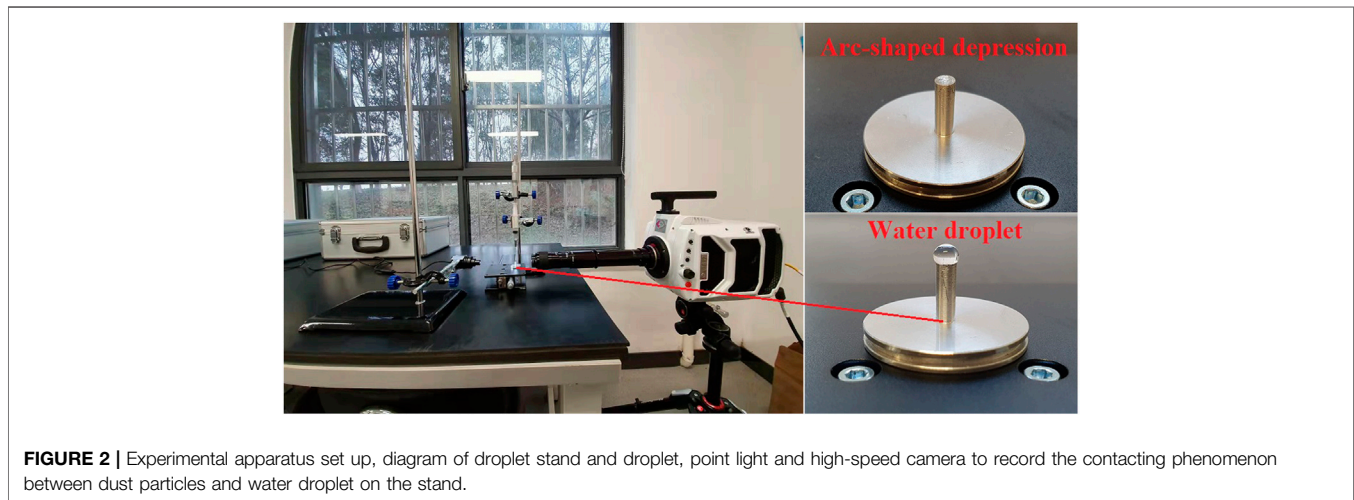 Arc-shaped depression
Water droplet
FIGURE 2 | Experimental apparatus set up, diagram of droplet stand and droplet, point light and high-speed camera to record the contacting phenomenon
between dust particles and water droplet on the stand.